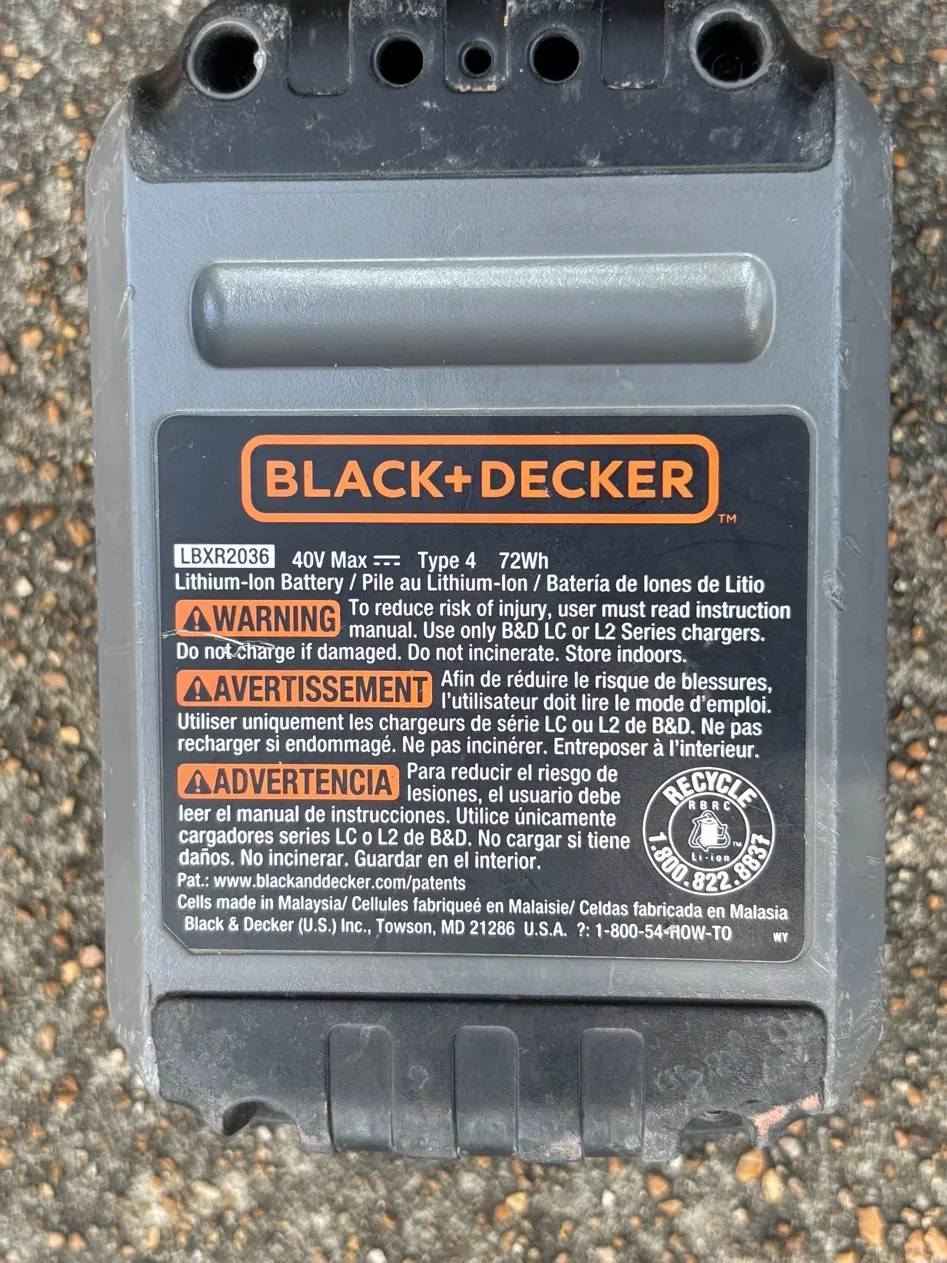 BLACK+DECKER™
LBXR2036 40V Max ⎓ Type 4 72Wh
Lithium-Ion Battery / Pile au Lithium-Ion / Batería de Iones de Litio
⚠WARNING To reduce risk of injury, user must read instruction
manual. Use only B&D LC or L2 Series chargers.
Do not charge if damaged. Do not incinerate. Store indoors.
⚠AVERTISSEMENT Afin de réduire le risque de blessures,
l'utilisateur doit lire le mode d'emploi.
Utiliser uniquement les chargeurs de série LC ou L2 de B&D. Ne pas
recharger si endommagé. Ne pas incinérer. Entreposer à l'interieur.
⚠ADVERTENCIA Para reducir el riesgo de
lesiones, el usuario debe
leer el manual de instrucciones. Utilice únicamente
cargadores series LC o L2 de B&D. No cargar si tiene
daños. No incinerar. Guardar en el interior.
RECYCLE
RBRC
™
Li-ion
1.800.822.8837
Pat.: www.blackanddecker.com/patents
Cells made in Malaysia/ Cellules fabriqueé en Malaisie/ Celdas fabricada en Malasia
Black & Decker (U.S.) Inc., Towson, MD 21286 U.S.A. ?: 1-800-54-HOW-TO
WY